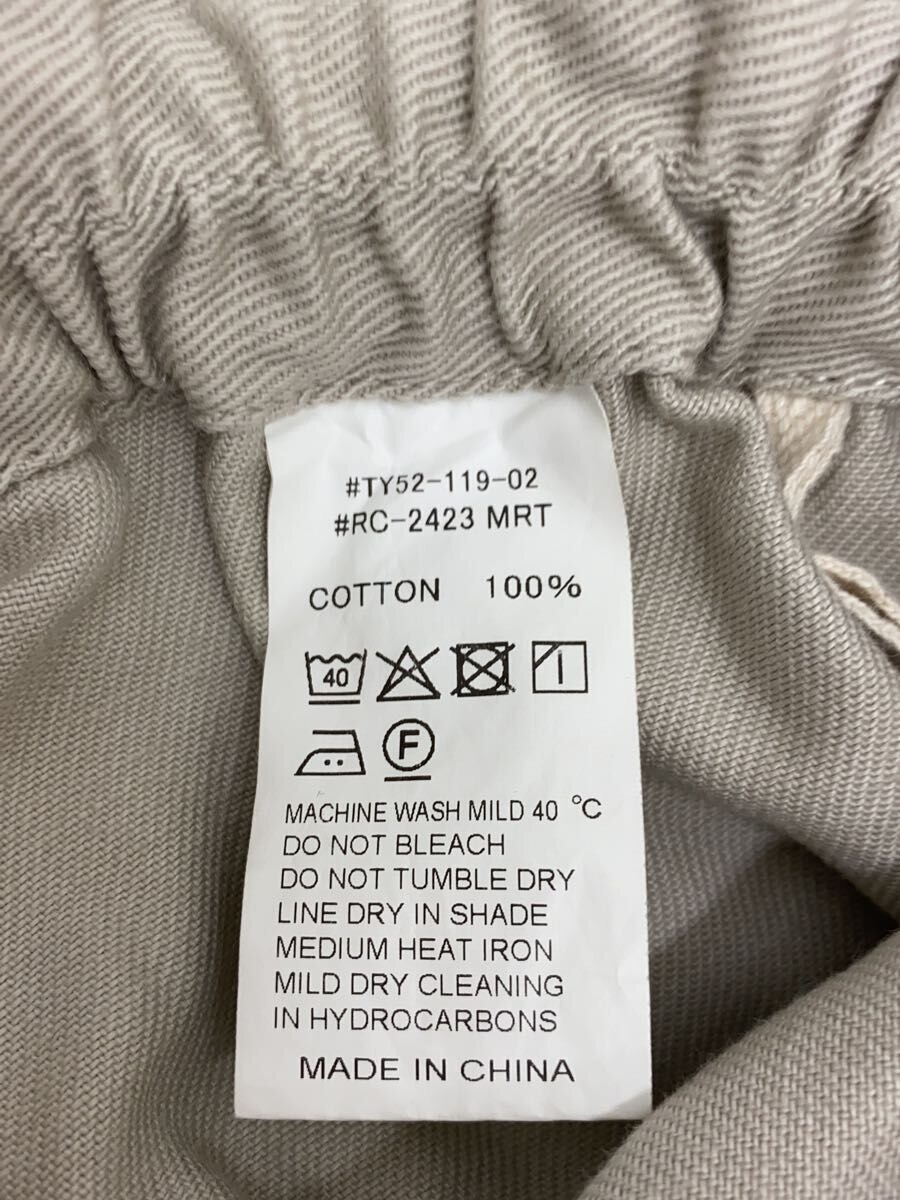 #TY52-119-02
#RC-2423 MRT
COTTON 100%
40
F
MACHINE WASH MILD 40 °C
DO NOT BLEACH
DO NOT TUMBLE DRY
LINE DRY IN SHADE
MEDIUM HEAT IRON
MILD DRY CLEANING
IN HYDROCARBONS
MADE IN CHINA